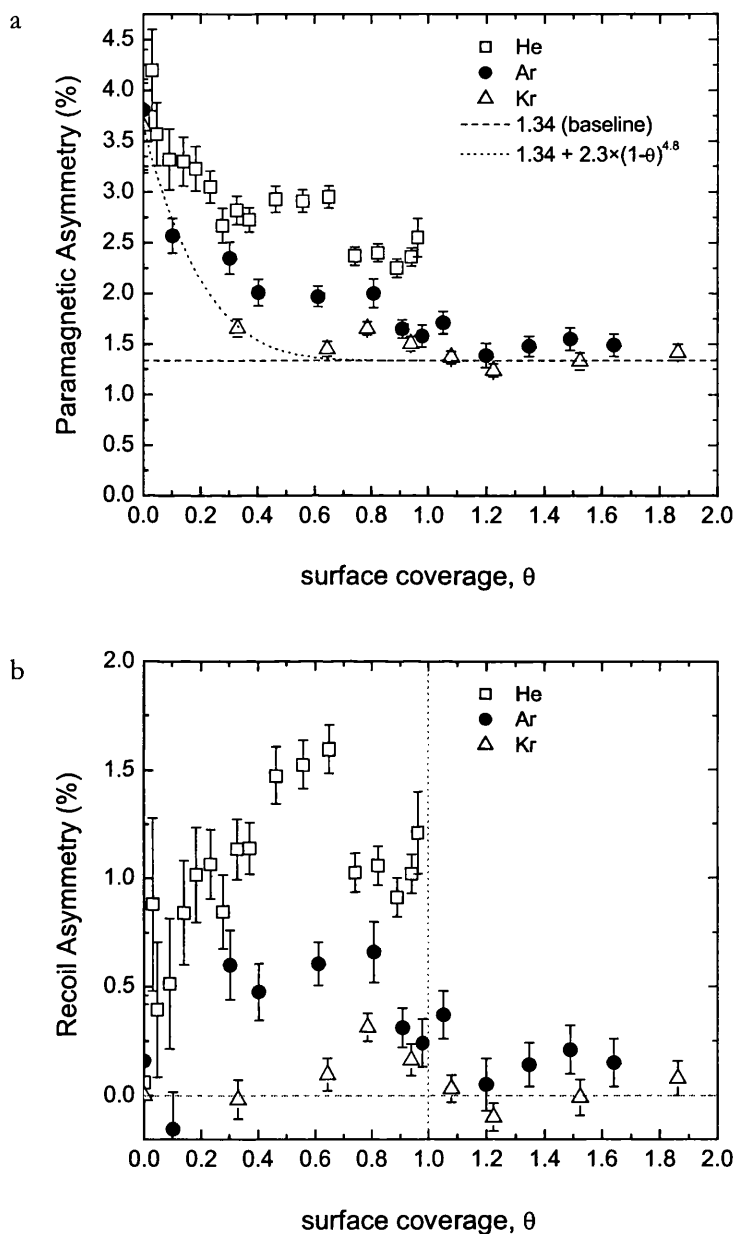 a
Paramagnetic Asymmetry (%)
4.5
4.0
3.5
3.0
2.5
2.0
1.5
1.0
0.5
0.0
He
Ar
Kr
1.34 (baseline)
1.34 + 2.3×(1-θ)^4.8
0.0 0.2 0.4 0.6 0.8 1.0 1.2 1.4 1.6 1.8 2.0
surface coverage, θ
b
Recoil Asymmetry (%)
2.0
1.5
1.0
0.5
0.0
He
Ar
Kr
0.0 0.2 0.4 0.6 0.8 1.0 1.2 1.4 1.6 1.8 2.0
surface coverage, θ